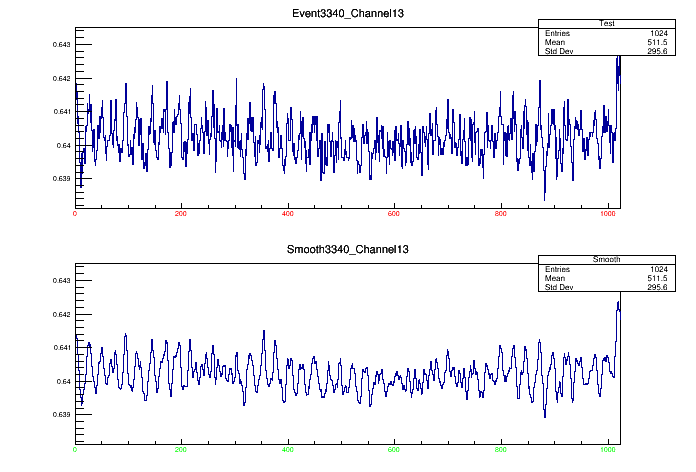 Event3340_Channel13
Test
Entries 1024
Mean 511.5
Std Dev 295.6
0.643
0.642
0.641
0.64
0.639
0 200 400 600 800 1000
Smooth3340_Channel13
Smooth
Entries 1024
Mean 511.5
Std Dev 295.6
0.643
0.642
0.641
0.64
0.639
0 200 400 600 800 1000